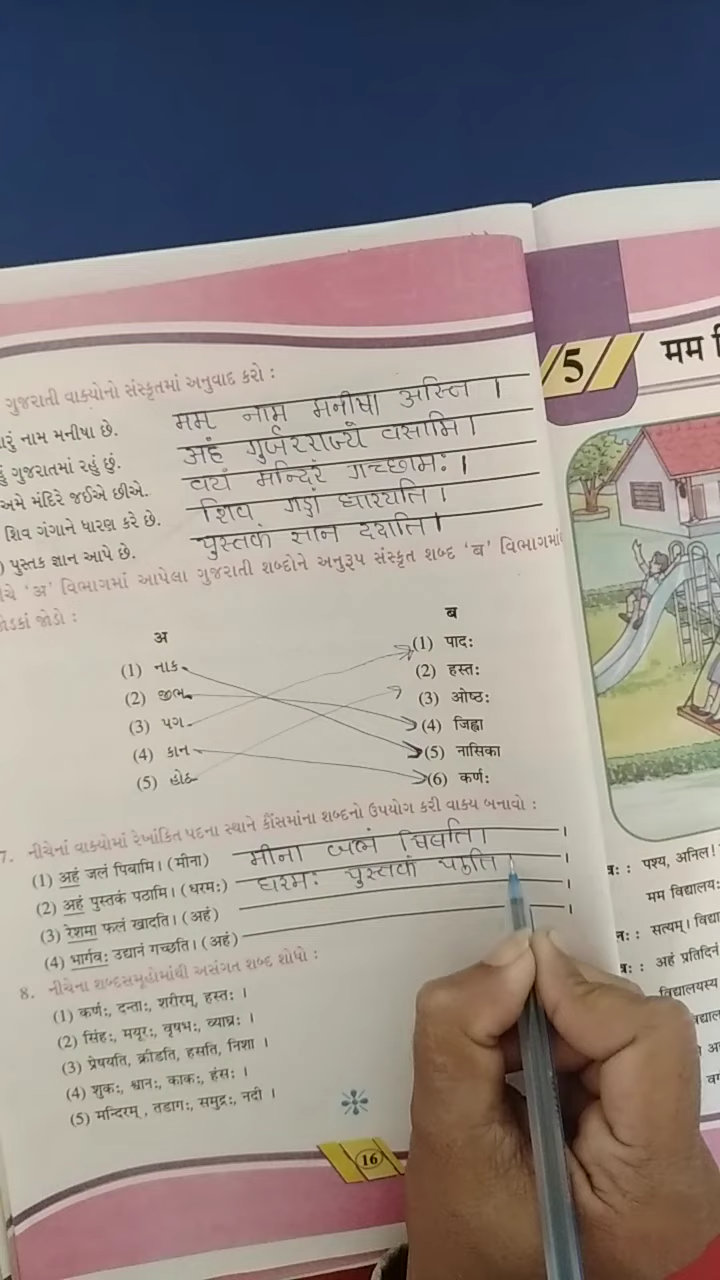 ગુજરાતી વાક્યોનો સંસ્કૃતમાં અનુવાદ કરો :
નામ મનીષા છે. मम नाम मनीषा अस्ति ।
ગુજરાતમાં રહું છું. अहं गुर्जरराज्ये वसामि ।
અમે મંદિરે જઈએ છીએ. वयं मन्दिरं गच्छामः ।
શિવ ગંગાને ધારણ કરે છે. शिव गङ्गां धारयति ।
પુસ્તક જ્ઞાન આપે છે. पुस्तकं ददाति ।
'અ' વિભાગમાં આપેલા ગુજરાતી શબ્દોને અનુરૂપ સંસ્કૃત શબ્દ 'બ' વિભાગમાં
જોડો :
अ ब
(1) નાક (1) पादः
(2) જીભ (2) हस्तः
(3) પગ (3) ओष्ठः
(4) કાન (4) जिह्वा
(5) હોઠ (5) नासिका
(6) कर्णः
7. નીચેનાં વાક્યોમાં રેખાંકિત પદના સ્થાને કૌંસમાંના શબ્દનો ઉપયોગ કરી વાક્ય બનાવો :
(1) अहं जलं पिबामि । (मीना) मीना जलं पिबति । ।
(2) अहं पुस्तकं पठामि । (धरमः) धरमः पुस्तकं पठति ।
(3) रेशमा फलं खादति । (अहं) ।
(4) भार्गवः उद्यानं गच्छति । (अहं) ।
8. નીચેના શબ્દસમૂહોમાંથી અસંગત શબ્દ શોધો :
(1) कर्णः, दन्ताः, शरीरम्, हस्तः ।
(2) सिंहः, मयूरः, वृषभः, व्याघ्रः ।
(3) प्रेषयति, क्रीडति, हसति, निशा ।
(4) शुकः, श्वानः, काकः, हंसः ।
(5) मन्दिरम्, तडागः, समुद्रः, नदी ।
16
5
मम
पश्य, अनिल!
मम विद्यालयः
सत्यम् ।
अहं प्रतिदिनं
विद्यालयस्य